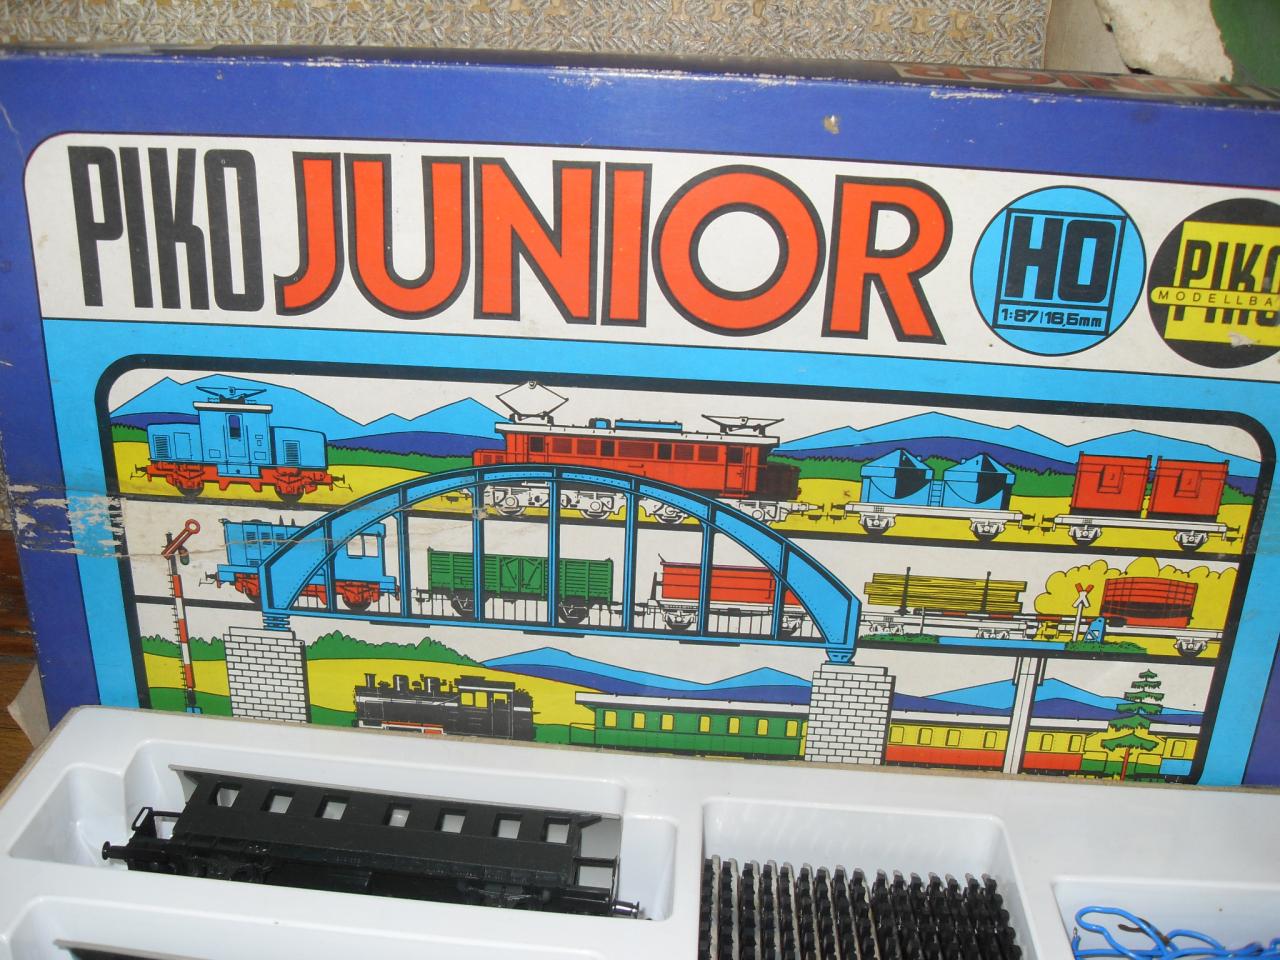 PIKO JUNIOR
HO
1:87 | 16,5mm
PIKO
MODELLBA